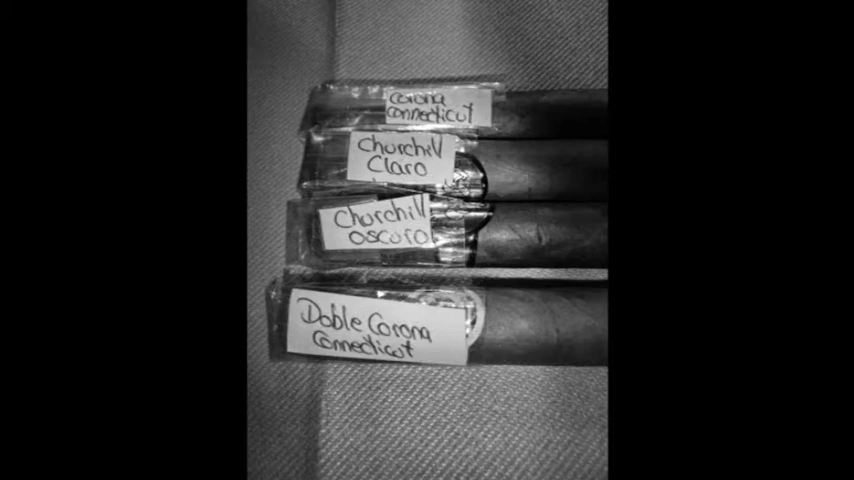 Corona
Connecticut
Churchill
Claro
Churchill
oscuro
Doble Corona
Connecticut